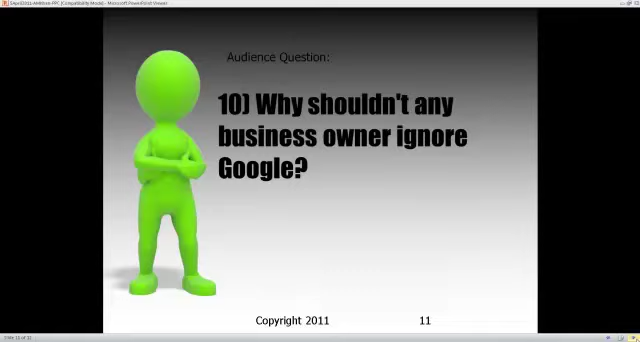 Audience Question:
10) Why shouldn't any
business owner ignore
Google?
Copyright 2011
11